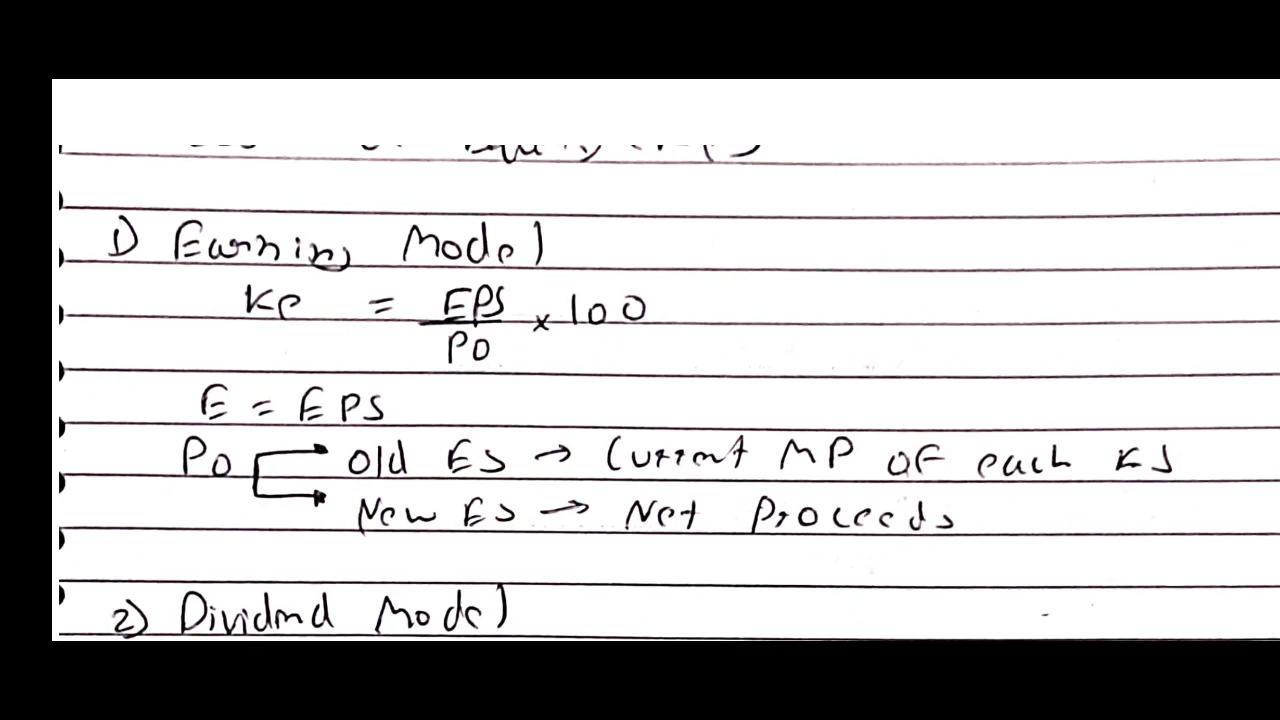 1) Earning Model
Ke = EPS / P0 × 100
E = EPS
P0 → Old ES → Current MP of each ES
→ New ES → Net Proceeds
2) Dividend Model